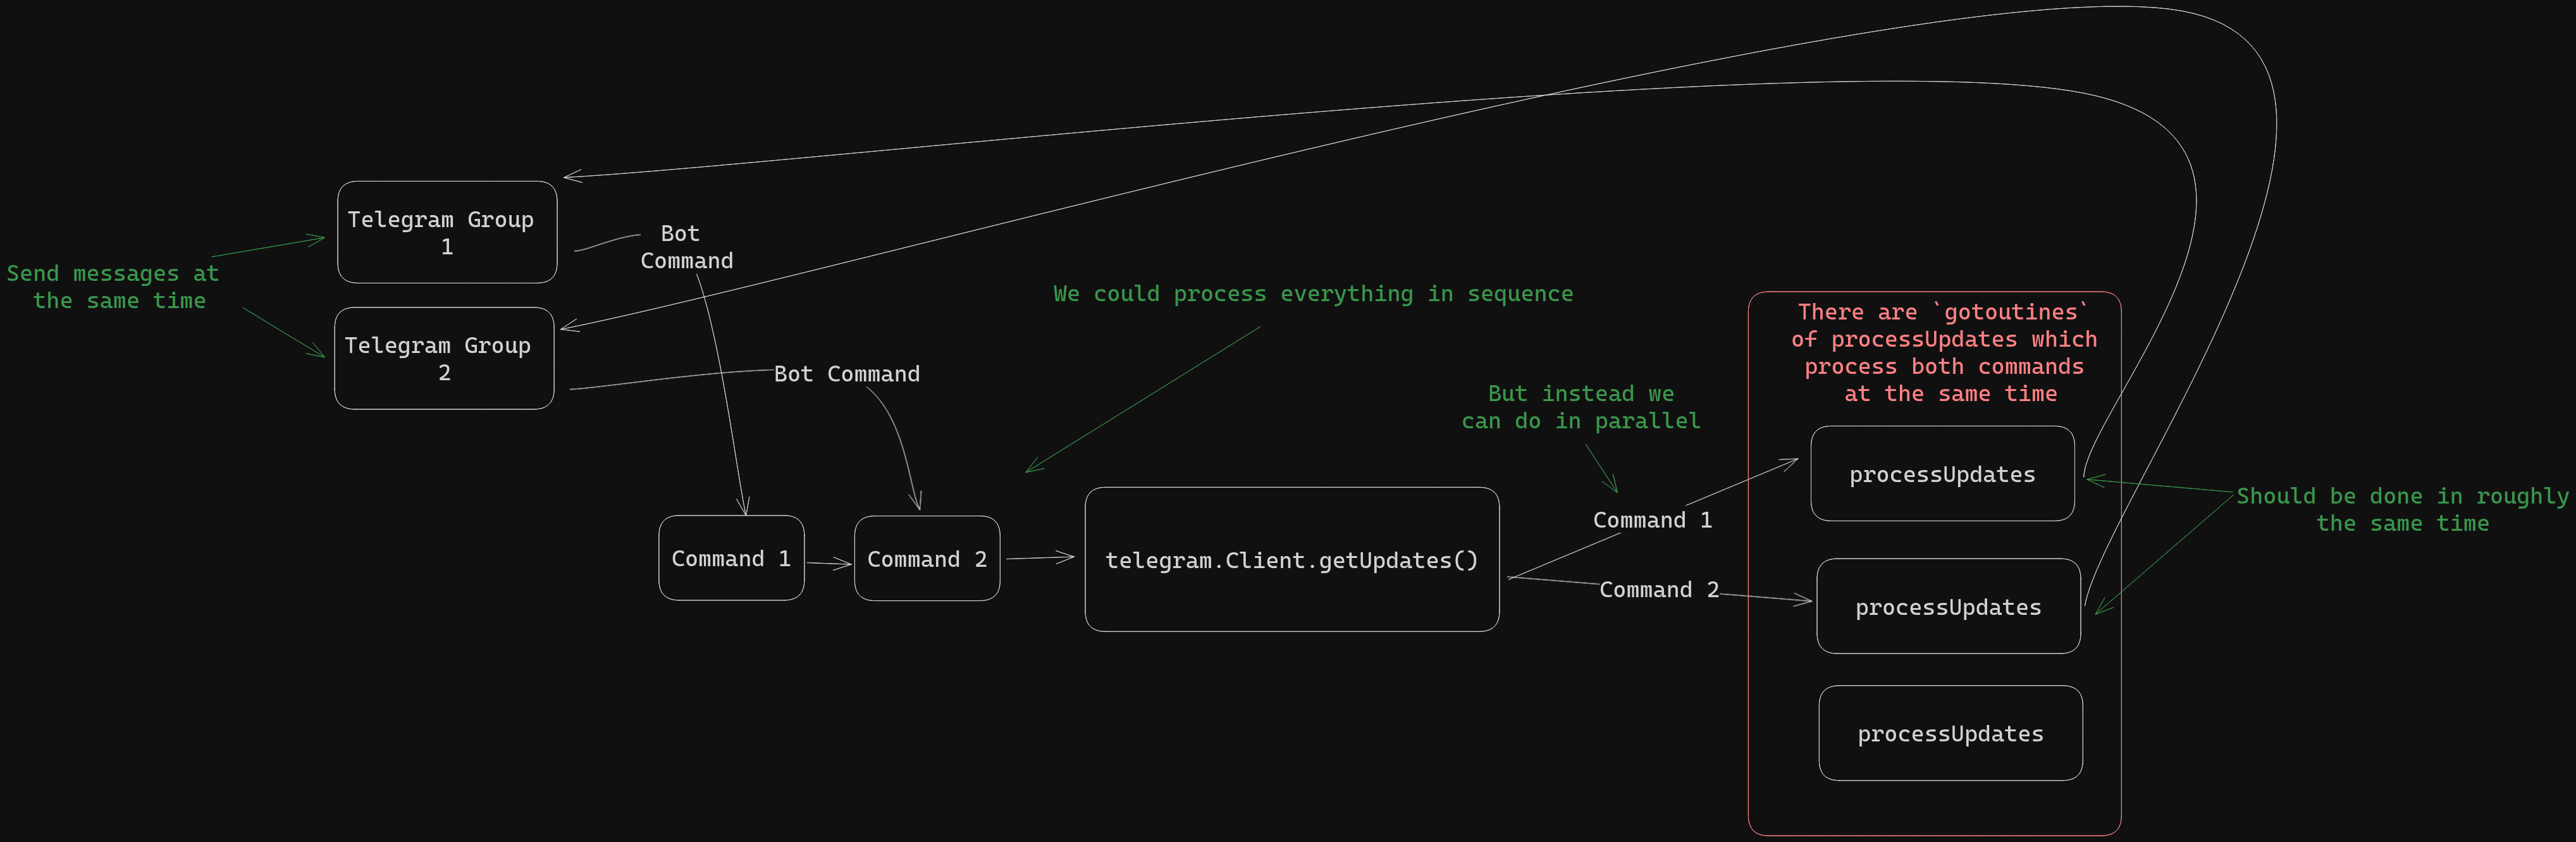 Telegram Group
1
Bot
Command
Send messages at
the same time
Telegram Group
2
Bot Command
We could process everything in sequence
But instead we
can do in parallel
There are `gotoutines`
of processUpdates which
process both commands
at the same time
Command 1
Command 2
telegram.Client.getUpdates()
Command 1
Command 2
processUpdates
processUpdates
processUpdates
Should be done in roughly
the same time